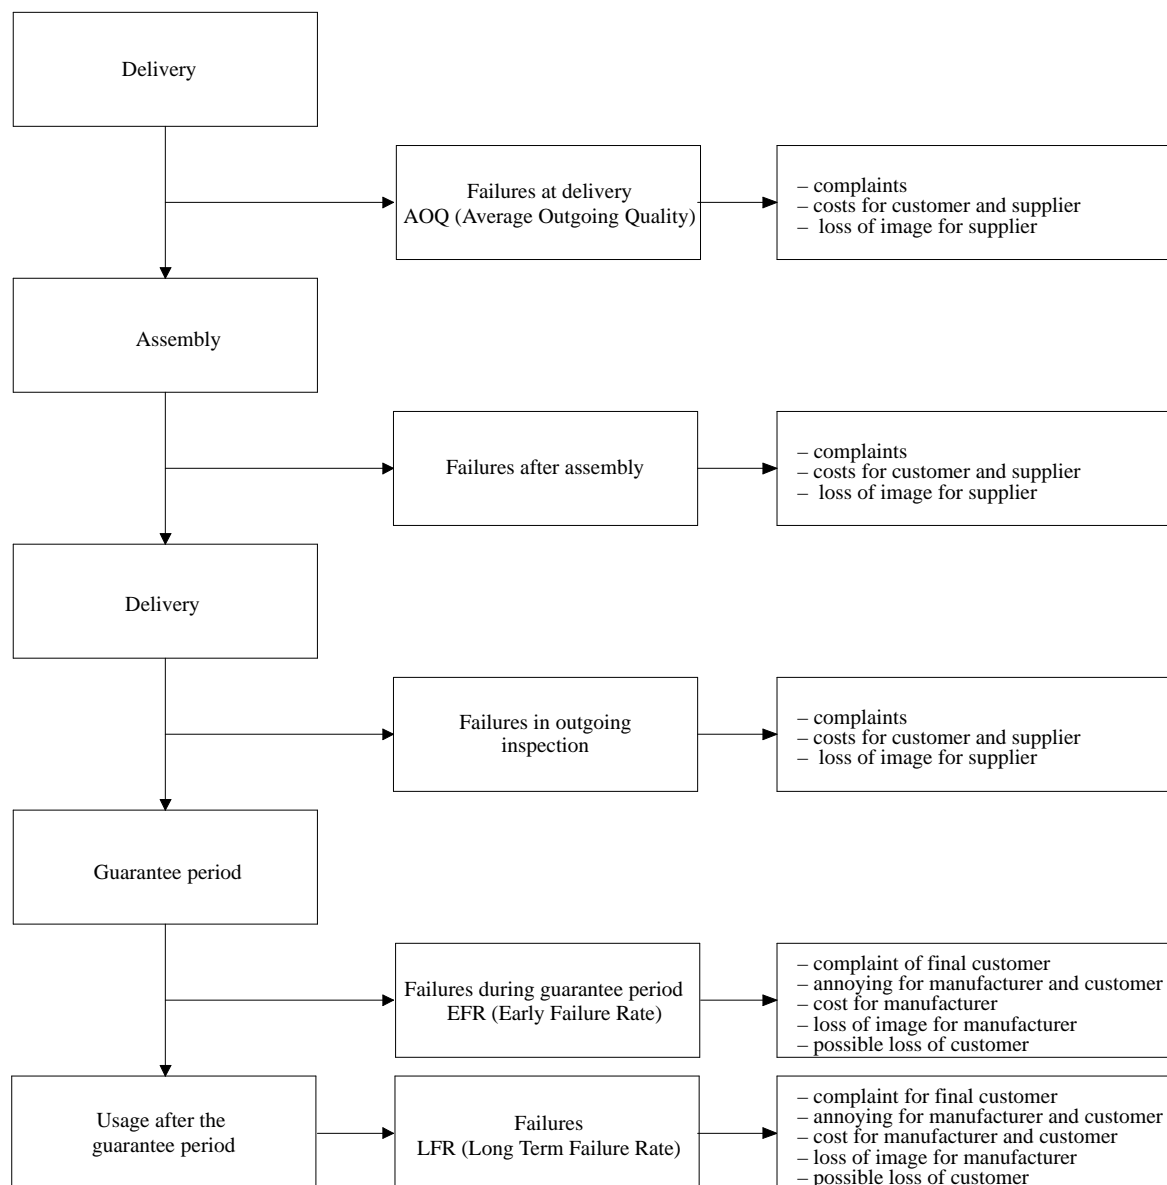 Delivery
Failures at delivery
AOQ (Average Outgoing Quality)
– complaints
– costs for customer and supplier
– loss of image for supplier
Assembly
Failures after assembly
– complaints
– costs for customer and supplier
– loss of image for supplier
Delivery
Failures in outgoing
inspection
– complaints
– costs for customer and supplier
– loss of image for supplier
Guarantee period
Failures during guarantee period
EFR (Early Failure Rate)
– complaint of final customer
– annoying for manufacturer and customer
– cost for manufacturer
– loss of image for manufacturer
– possible loss of customer
Usage after the
guarantee period
Failures
LFR (Long Term Failure Rate)
– complaint for final customer
– annoying for manufacturer and customer
– cost for manufacturer and customer
– loss of image for manufacturer
– possible loss of customer